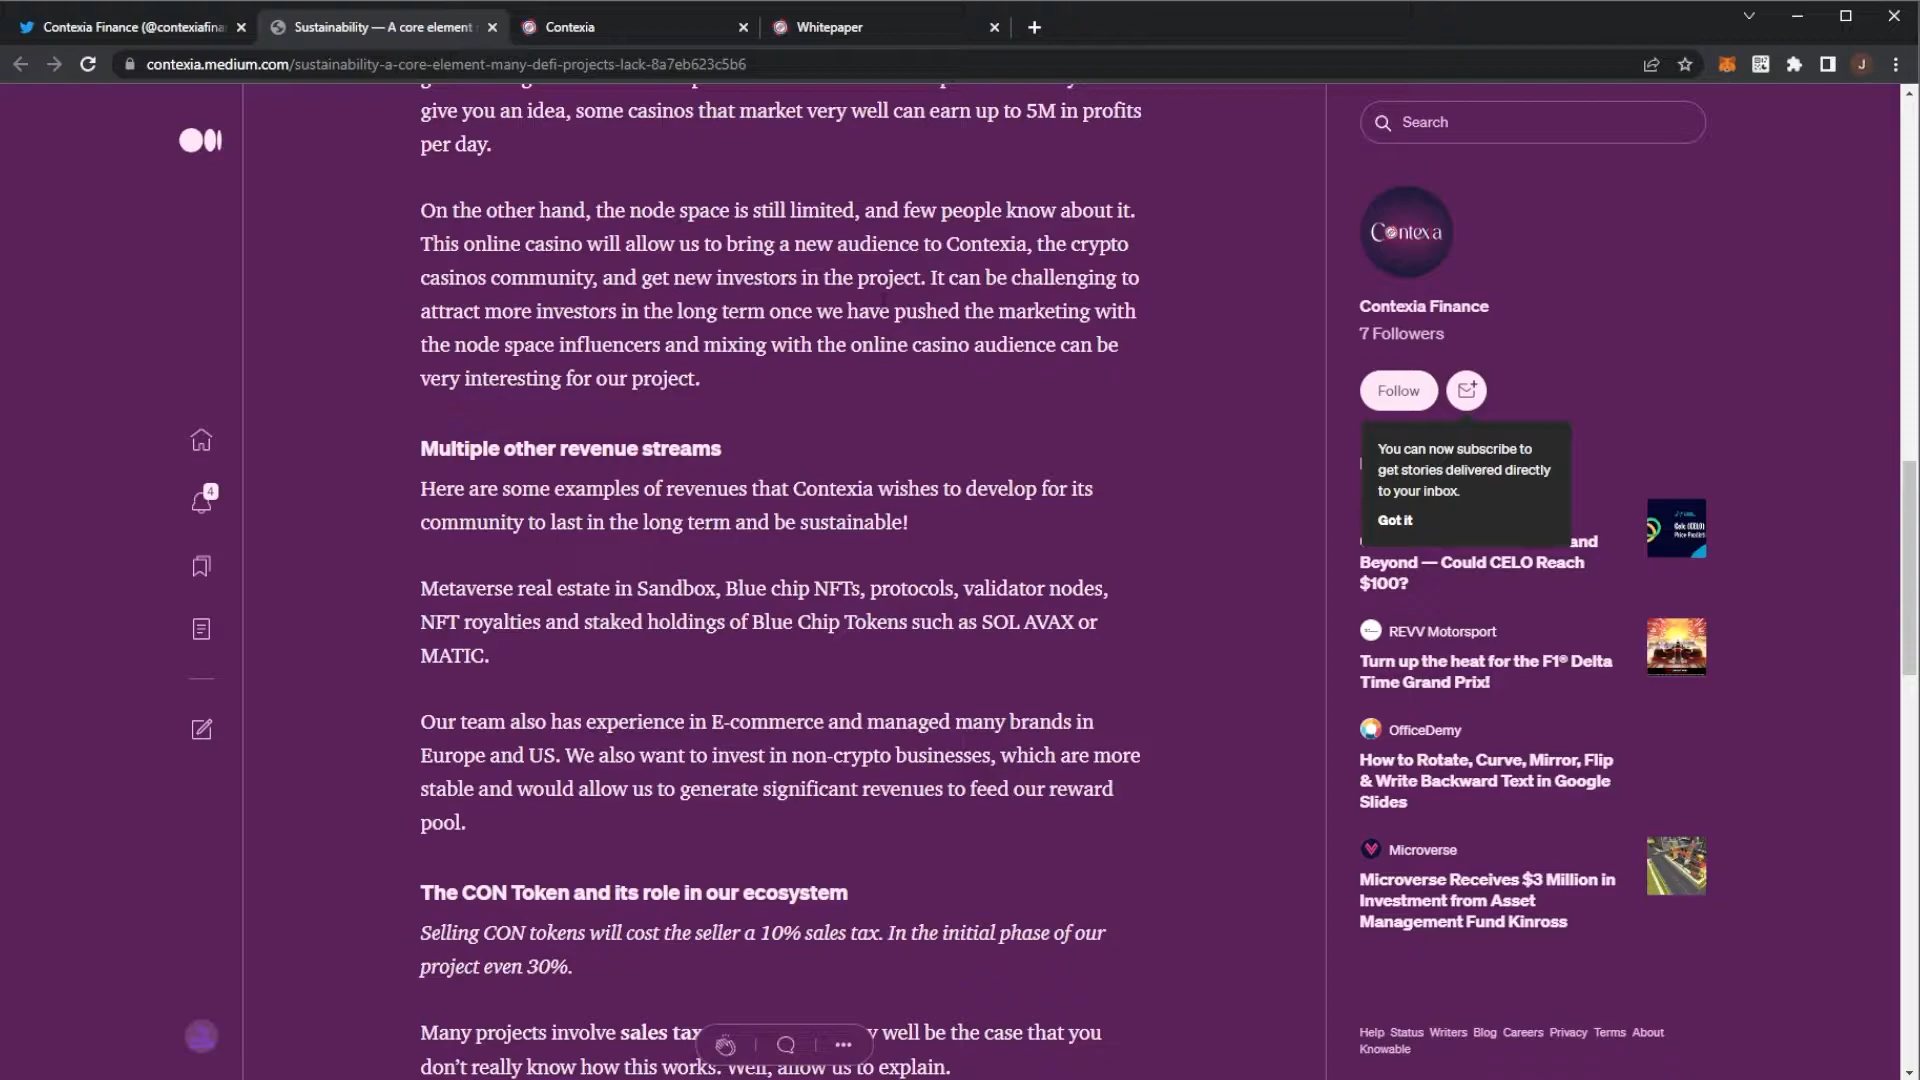 Contexia Finance (@contexiafina
Sustainability — A core element
Contexia
Whitepaper
contexia.medium.com/sustainability-a-core-element-many-defi-projects-lack-8a7eb623c5b6
J
give you an idea, some casinos that market very well can earn up to 5M in profits
per day.
On the other hand, the node space is still limited, and few people know about it.
This online casino will allow us to bring a new audience to Contexia, the crypto
casinos community, and get new investors in the project. It can be challenging to
attract more investors in the long term once we have pushed the marketing with
the node space influencers and mixing with the online casino audience can be
very interesting for our project.
Multiple other revenue streams
Here are some examples of revenues that Contexia wishes to develop for its
community to last in the long term and be sustainable!
Metaverse real estate in Sandbox, Blue chip NFTs, protocols, validator nodes,
NFT royalties and staked holdings of Blue Chip Tokens such as SOL AVAX or
MATIC.
Our team also has experience in E-commerce and managed many brands in
Europe and US. We also want to invest in non-crypto businesses, which are more
stable and would allow us to generate significant revenues to feed our reward
pool.
The CON Token and its role in our ecosystem
Selling CON tokens will cost the seller a 10% sales tax. In the initial phase of our
project even 30%.
Many projects involve sales tax
y well be the case that you
don't really know how this works. Well, allow us to explain.
4
Search
Contexa
Contexia Finance
7 Followers
Follow
You can now subscribe to
get stories delivered directly
to your inbox.
Got it
and
Beyond — Could CELO Reach
$100?
REVV Motorsport
Turn up the heat for the F1® Delta
Time Grand Prix!
OfficeDemy
How to Rotate, Curve, Mirror, Flip
& Write Backward Text in Google
Slides
Microverse
Microverse Receives $3 Million in
Investment from Asset
Management Fund Kinross
Help Status Writers Blog Careers Privacy Terms About
Knowable